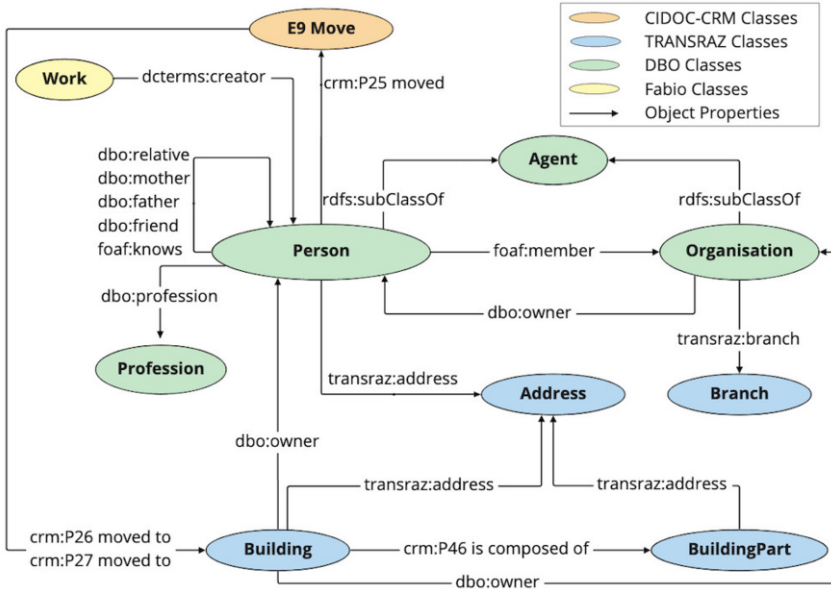 E9 Move
CIDOC-CRM Classes
TRANSRAZ Classes
DBO Classes
Fabio Classes
Object Properties
Work
dcterms:creator
crm:P25 moved
dbo:relative
dbo:mother
dbo:father
dbo:friend
foaf:knows
Agent
rdfs:subClassOf
rdfs:subClassOf
Person
foaf:member
Organisation
dbo:profession
dbo:owner
transraz:branch
Profession
transraz:address
Address
Branch
dbo:owner
transraz:address
transraz:address
crm:P26 moved to
crm:P27 moved to
Building
crm:P46 is composed of
BuildingPart
dbo:owner